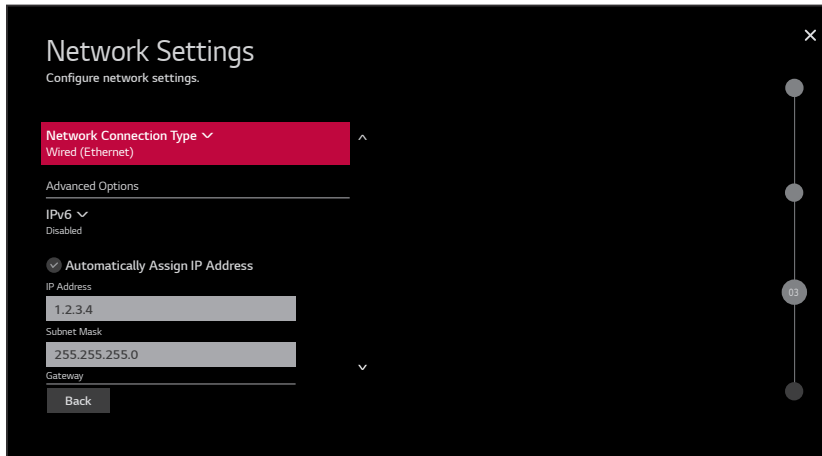 Network Settings
Configure network settings.
Network Connection Type
Wired (Ethernet)
Advanced Options
IPv6
Disabled
Automatically Assign IP Address
IP Address
1.2.3.4
Subnet Mask
255.255.255.0
Gateway
Back
03